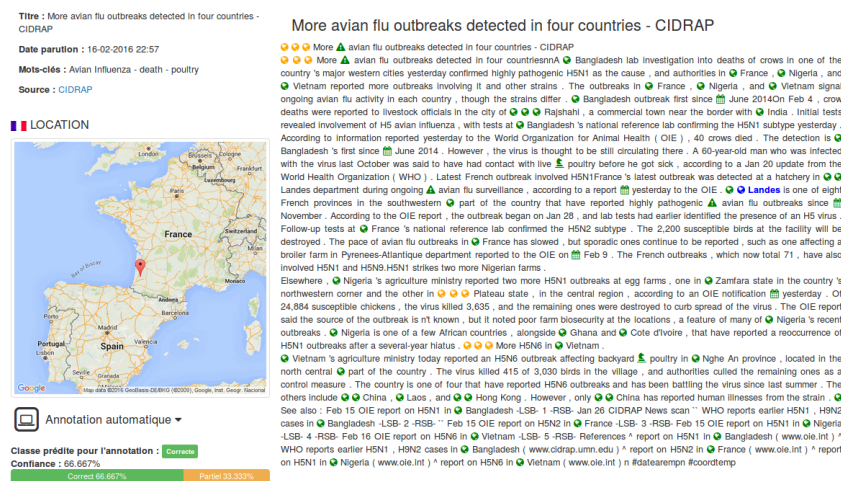 Titre : More avian flu outbreaks detected in four countries -
CIDRAP
Date parution : 16-02-2016 22:57
Mots-clés : Avian Influenza - death - poultry
Source : CIDRAP
LOCATION
London
Brussels
Cologne
Belgium
Frankfurt
Luxembourg
Paris
France
Switzerland
Milan
Bay of Biscay
Monaco
Andorra
Porto
Barcelona
Madrid
Portugal
Valencia
Lisbon
Spain
Seville
Granada
Google
Map data ©2016 GeoBasis-DE/BKG (©2009), Google, Inst. Geogr. Nacional
Annotation automatique
Classe prédite pour l'annotation : Correcte
Confiance : 66.667%
Correct 66.667%
Partiel 33.333%
More avian flu outbreaks detected in four countries - CIDRAP
More avian flu outbreaks detected in four countries - CIDRAP
More avian flu outbreaks detected in four countriesnnA Bangladesh lab investigation into deaths of crows in one of the
country 's major western cities yesterday confirmed highly pathogenic H5N1 as the cause , and authorities in France , Nigeria , and
Vietnam reported more outbreaks involving it and other strains . The outbreaks in France , Nigeria , and Vietnam signal
ongoing avian flu activity in each country , though the strains differ . Bangladesh outbreak first since June 2014On Feb 4 , crow
deaths were reported to livestock officials in the city of Rajshahi , a commercial town near the border with India . Initial tests
revealed involvement of H5 avian influenza , with tests at Bangladesh 's national reference lab confirming the H5N1 subtype yesterday .
According to information reported yesterday to the World Organization for Animal Health ( OIE ) , 40 crows died . The detection is
Bangladesh 's first since June 2014 . However , the virus is thought to be still circulating there . A 60-year-old man who was infected
with the virus last October was said to have had contact with live poultry before he got sick , according to a Jan 20 update from the
World Health Organization ( WHO ) . Latest French outbreak involved H5N1France 's latest outbreak was detected at a hatchery in
Landes department during ongoing avian flu surveillance , according to a report yesterday to the OIE . Landes is one of eight
French provinces in the southwestern part of the country that have reported highly pathogenic avian flu outbreaks since
November . According to the OIE report , the outbreak began on Jan 28 , and lab tests had earlier identified the presence of an H5 virus .
Follow-up tests at France 's national reference lab confirmed the H5N2 subtype . The 2,200 susceptible birds at the facility will be
destroyed . The pace of avian flu outbreaks in France has slowed , but sporadic ones continue to be reported , such as one affecting a
broiler farm in Pyrenees-Atlantique department reported to the OIE on Feb 9 . The French outbreaks , which now total 71 , have also
involved H5N1 and H5N9.H5N1 strikes two more Nigerian farms .
Elsewhere , Nigeria 's agriculture ministry reported two more H5N1 outbreaks at egg farms , one in Zamfara state in the country 's
northwestern corner and the other in Plateau state , in the central region , according to an OIE notification yesterday . Of
24,884 susceptible chickens , the virus killed 3,635 , and the remaining ones were destroyed to curb spread of the virus . The OIE report
said the source of the outbreak is n't known , but it noted poor farm biosecurity at the locations , a feature of many of Nigeria 's recent
outbreaks . Nigeria is one of a few African countries , alongside Ghana and Cote d'Ivoire , that have reported a reoccurrence of
H5N1 outbreaks after a several-year hiatus . More H5N6 in Vietnam .
Vietnam 's agriculture ministry today reported an H5N6 outbreak affecting backyard poultry in Nghe An province , located in the
north central part of the country . The virus killed 415 of 3,030 birds in the village , and authorities culled the remaining ones as a
control measure . The country is one of four that have reported H5N6 outbreaks and has been battling the virus since last summer . The
others include China , Laos , and Hong Kong . However , only China has reported human illnesses from the strain .
See also : Feb 15 OIE report on H5N1 in Bangladesh -LSB- 1 -RSB- Jan 26 CIDRAP News scan `` WHO reports earlier H5N1 , H9N2
cases in Bangladesh -LSB- 2 -RSB- `` Feb 15 OIE report on H5N2 in France -LSB- 3 -RSB- Feb 15 OIE report on H5N1 in Nigeria
-LSB- 4 -RSB- Feb 16 OIE report on H5N6 in Vietnam -LSB- 5 -RSB- References ^ report on H5N1 in Bangladesh ( www.oie.int ) ^
WHO reports earlier H5N1 , H9N2 cases in Bangladesh ( www.cidrap.umn.edu ) ^ report on H5N2 in France ( www.oie.int ) ^ report
on H5N1 in Nigeria ( www.oie.int ) ^ report on H5N6 in Vietnam ( www.oie.int ) n #datearempn #coordtemp